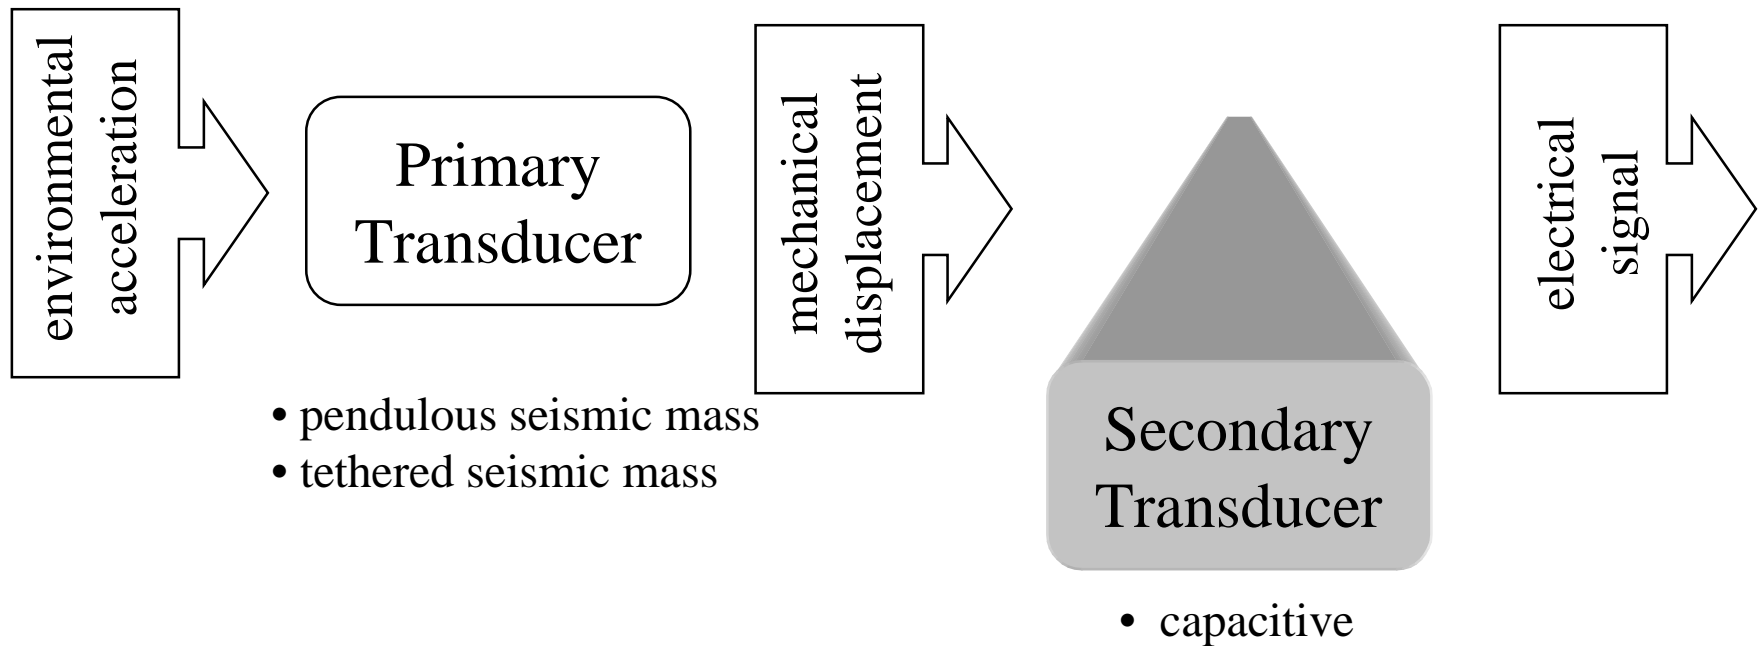 environmental
acceleration
Primary
Transducer
• pendulous seismic mass
• tethered seismic mass
mechanical
displacement
Secondary
Transducer
• capacitive
electrical
signal